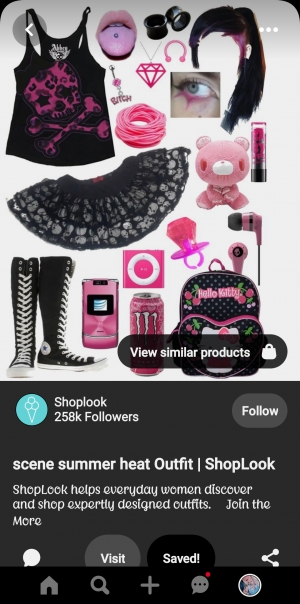 Abbey
BITCH
Hello Kitty
View similar products
Shoplook
258k Followers
Follow
scene summer heat Outfit | ShopLook
ShopLook helps everyday women discover
and shop expertly designed outfits. Join the
More
Visit
Saved!